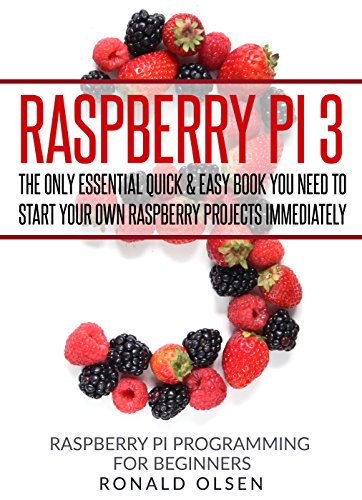 RASPBERRY PI 3
THE ONLY ESSENTIAL QUICK & EASY BOOK YOU NEED TO
START YOUR OWN RASPBERRY PROJECTS IMMEDIATELY
RASPBERRY PI PROGRAMMING
FOR BEGINNERS
RONALD OLSEN